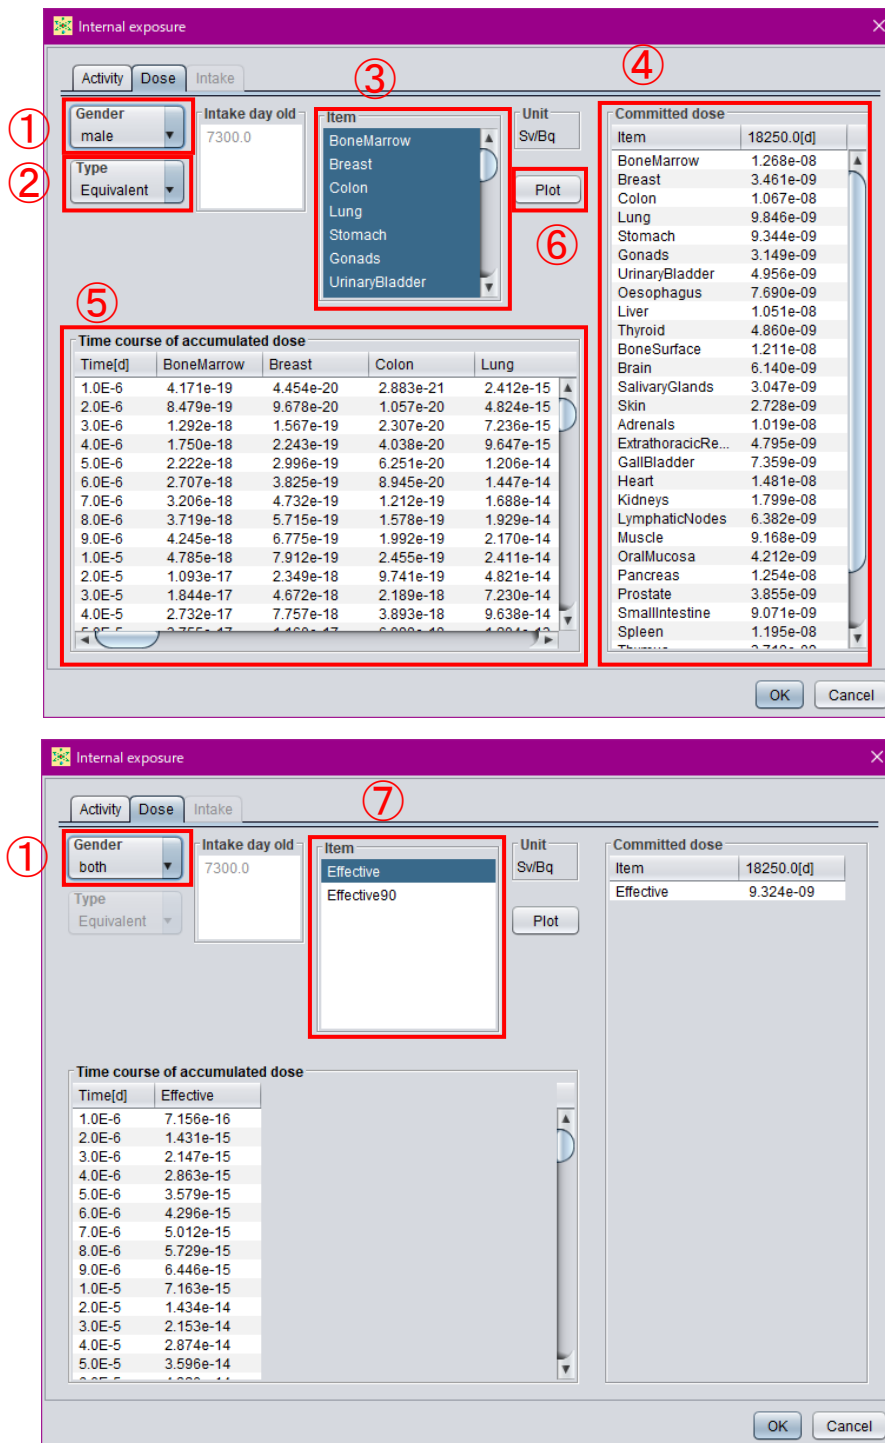 Internal exposure
Activity Dose Intake
③ ④
① Gender male
Intake day old 7300.0
Item
BoneMarrow
Breast
Colon
Lung
Stomach
Gonads
UrinaryBladder
Unit Sv/Bq
② Type Equivalent
Plot
⑥
Committed dose
Item 18250.0[d]
BoneMarrow 1.268e-08
Breast 3.461e-09
Colon 1.067e-08
Lung 9.846e-09
Stomach 9.344e-09
Gonads 3.149e-09
UrinaryBladder 4.956e-09
Oesophagus 7.690e-09
Liver 1.051e-08
Thyroid 4.860e-09
BoneSurface 1.211e-08
Brain 6.140e-09
SalivaryGlands 3.047e-09
Skin 2.728e-09
Adrenals 1.019e-08
ExtrathoracicRe... 4.795e-09
GallBladder 7.359e-09
Heart 1.481e-08
Kidneys 1.799e-08
LymphaticNodes 6.382e-09
Muscle 9.168e-09
OralMucosa 4.212e-09
Pancreas 1.254e-08
Prostate 3.855e-09
SmallIntestine 9.071e-09
Spleen 1.195e-08
⑤
Time course of accumulated dose
Time[d] BoneMarrow Breast Colon Lung
1.0E-6 4.171e-19 4.454e-20 2.883e-21 2.412e-15
2.0E-6 8.479e-19 9.678e-20 1.057e-20 4.824e-15
3.0E-6 1.292e-18 1.567e-19 2.307e-20 7.236e-15
4.0E-6 1.750e-18 2.243e-19 4.038e-20 9.647e-15
5.0E-6 2.222e-18 2.996e-19 6.251e-20 1.206e-14
6.0E-6 2.707e-18 3.825e-19 8.945e-20 1.447e-14
7.0E-6 3.206e-18 4.732e-19 1.212e-19 1.688e-14
8.0E-6 3.719e-18 5.715e-19 1.578e-19 1.929e-14
9.0E-6 4.245e-18 6.775e-19 1.992e-19 2.170e-14
1.0E-5 4.785e-18 7.912e-19 2.455e-19 2.411e-14
2.0E-5 1.093e-17 2.349e-18 9.741e-19 4.821e-14
3.0E-5 1.844e-17 4.672e-18 2.189e-18 7.230e-14
4.0E-5 2.732e-17 7.757e-18 3.893e-18 9.638e-14
OK Cancel
Internal exposure
Activity Dose Intake
⑦
① Gender both
Intake day old 7300.0
Item
Effective
Effective90
Unit Sv/Bq
Type Equivalent
Plot
Committed dose
Item 18250.0[d]
Effective 9.324e-09
Time course of accumulated dose
Time[d] Effective
1.0E-6 7.156e-16
2.0E-6 1.431e-15
3.0E-6 2.147e-15
4.0E-6 2.863e-15
5.0E-6 3.579e-15
6.0E-6 4.296e-15
7.0E-6 5.012e-15
8.0E-6 5.729e-15
9.0E-6 6.446e-15
1.0E-5 7.163e-15
2.0E-5 1.434e-14
3.0E-5 2.153e-14
4.0E-5 2.874e-14
5.0E-5 3.596e-14
OK Cancel